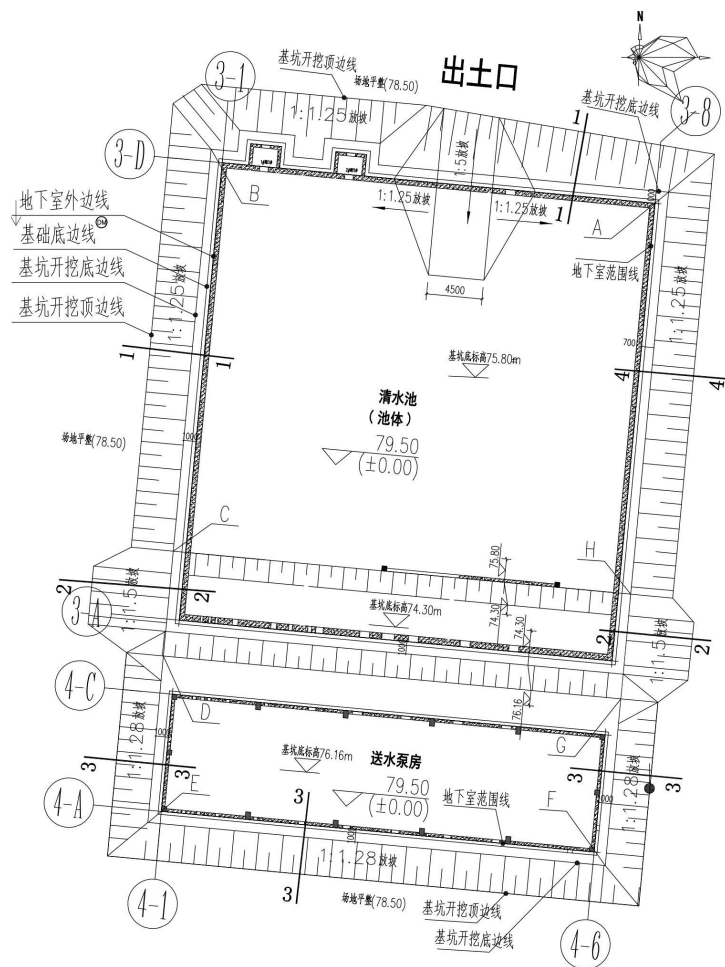 N
3-1
基坑开挖顶边线
场地平整(78.50)
出土口
基坑开挖底边线
3-8
1:1.25放坡
1
1:5放坡
3-D
B
A
1
1:1.25放坡
1:1.25放坡
地下室外边线
基础底边线
基坑开挖底边线
基坑开挖顶边线
地下室范围线
1:1.25放坡
1:1.25放坡
4500
700
1
1
基坑底标高75.80m
4
4
清水池
(池体)
场地平整(78.50)
1000
79.50
(±0.00)
C
H
75.80
2
2
1:1.5放坡
3-A
基坑底标高74.30m
74.30
74.30
1000
2
2
1:1.5放坡
4-C
D
76.16
G
1000
1:1.28放坡
3
3
基坑底标高76.16m
送水泵房
79.50
(±0.00)
3
3
1:1.28放坡
4-A
E
3
地下室范围线
F
1000
1000
1:1.28放坡
3
场地平整(78.50)
基坑开挖顶边线
基坑开挖底边线
4-1
4-6